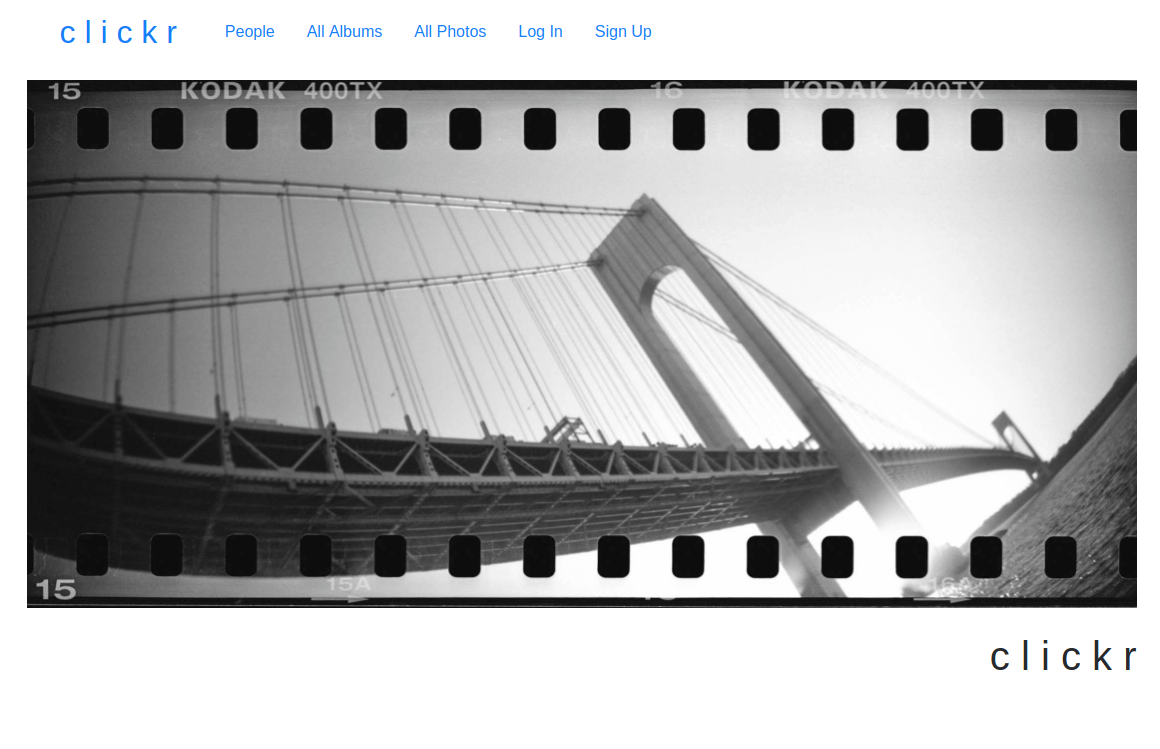 clickr People All Albums All Photos Log In Sign Up
15 KODAK 400TX 16 KODAK 400TX
15 15A 16A
clickr